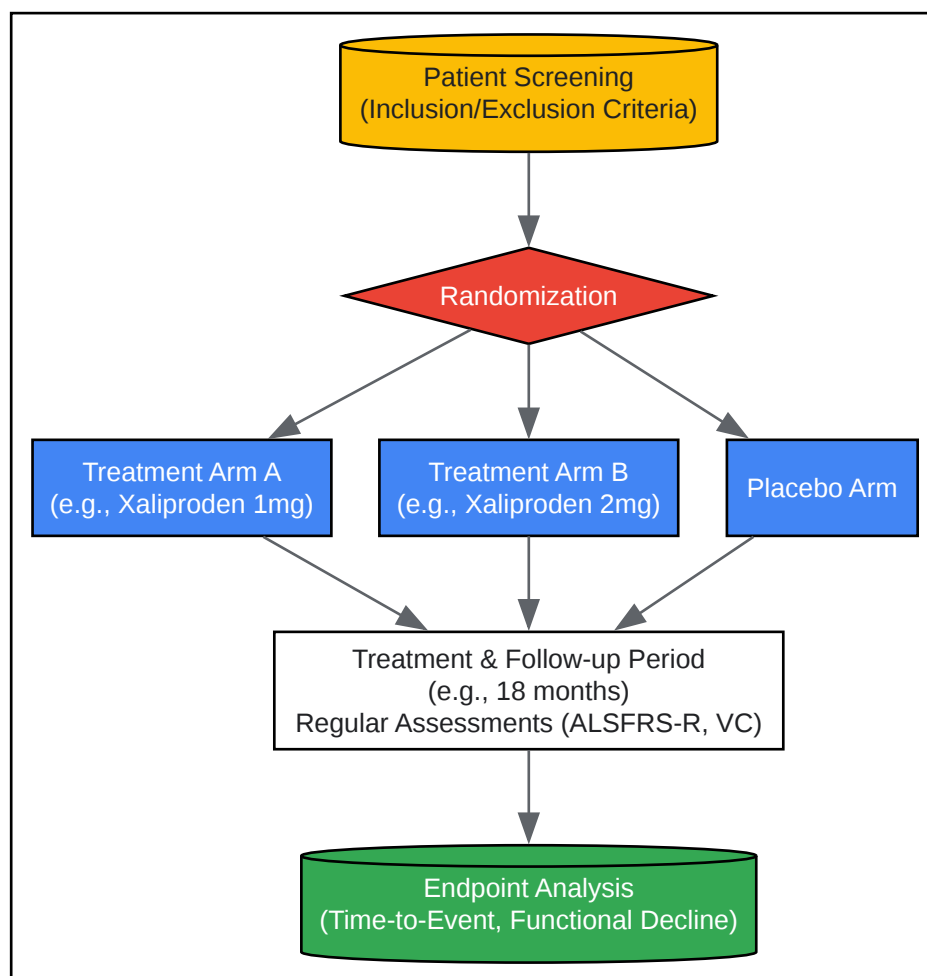 Patient Screening
(Inclusion/Exclusion Criteria)
Randomization
Treatment Arm A
(e.g., Xaliproden 1mg)
Treatment Arm B
(e.g., Xaliproden 2mg)
Placebo Arm
Treatment & Follow-up Period
(e.g., 18 months)
Regular Assessments (ALSFRS-R, VC)
Endpoint Analysis
(Time-to-Event, Functional Decline)